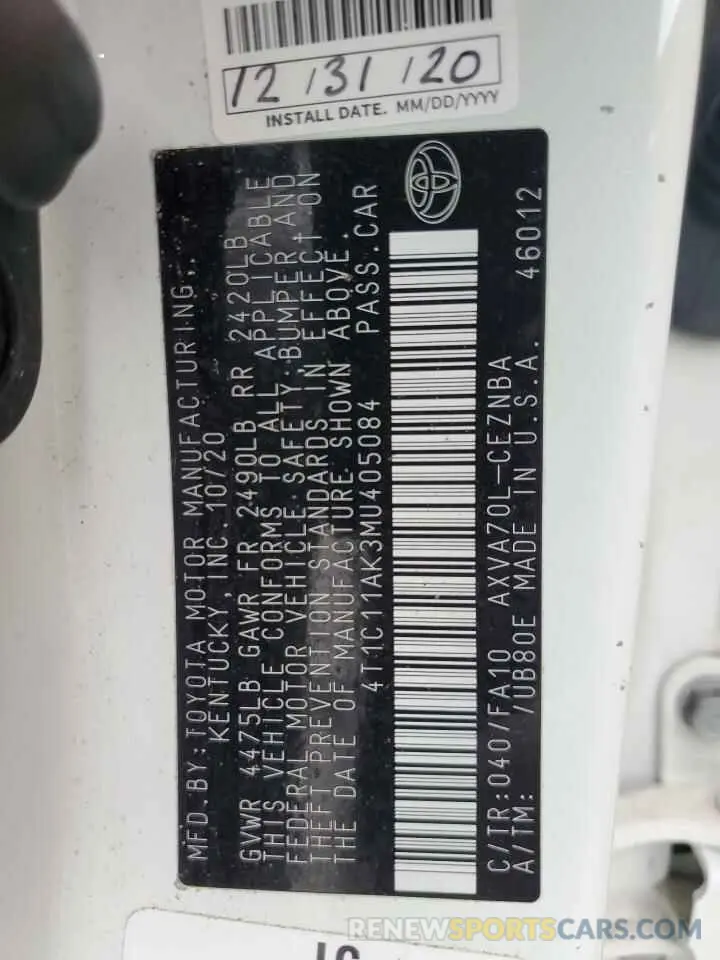 12/31/20
INSTALL DATE. MM/DD/YYYY
MFD.BY:TOYOTA MOTOR MANUFACTURING,
KENTUCKY,INC.10/20
GVWR 4475LB GAWR FR 2490LB RR 2420LB
THIS VEHICLE CONFORMS TO ALL APPLICABLE
FEDERAL MOTOR VEHICLE SAFETY,BUMPER AND
THEFT PREVENTION STANDARDS IN EFFECT ON
THE DATE OF MANUFACTURE SHOWN ABOVE.
4T1C11AK3MU405084 PASS.CAR
C/TR:040/FA10 AXVA70L-CEZNBA 46012
A/TM: /UB80E MADE IN U.S.A.
RENEWSPORTSCARS.COM